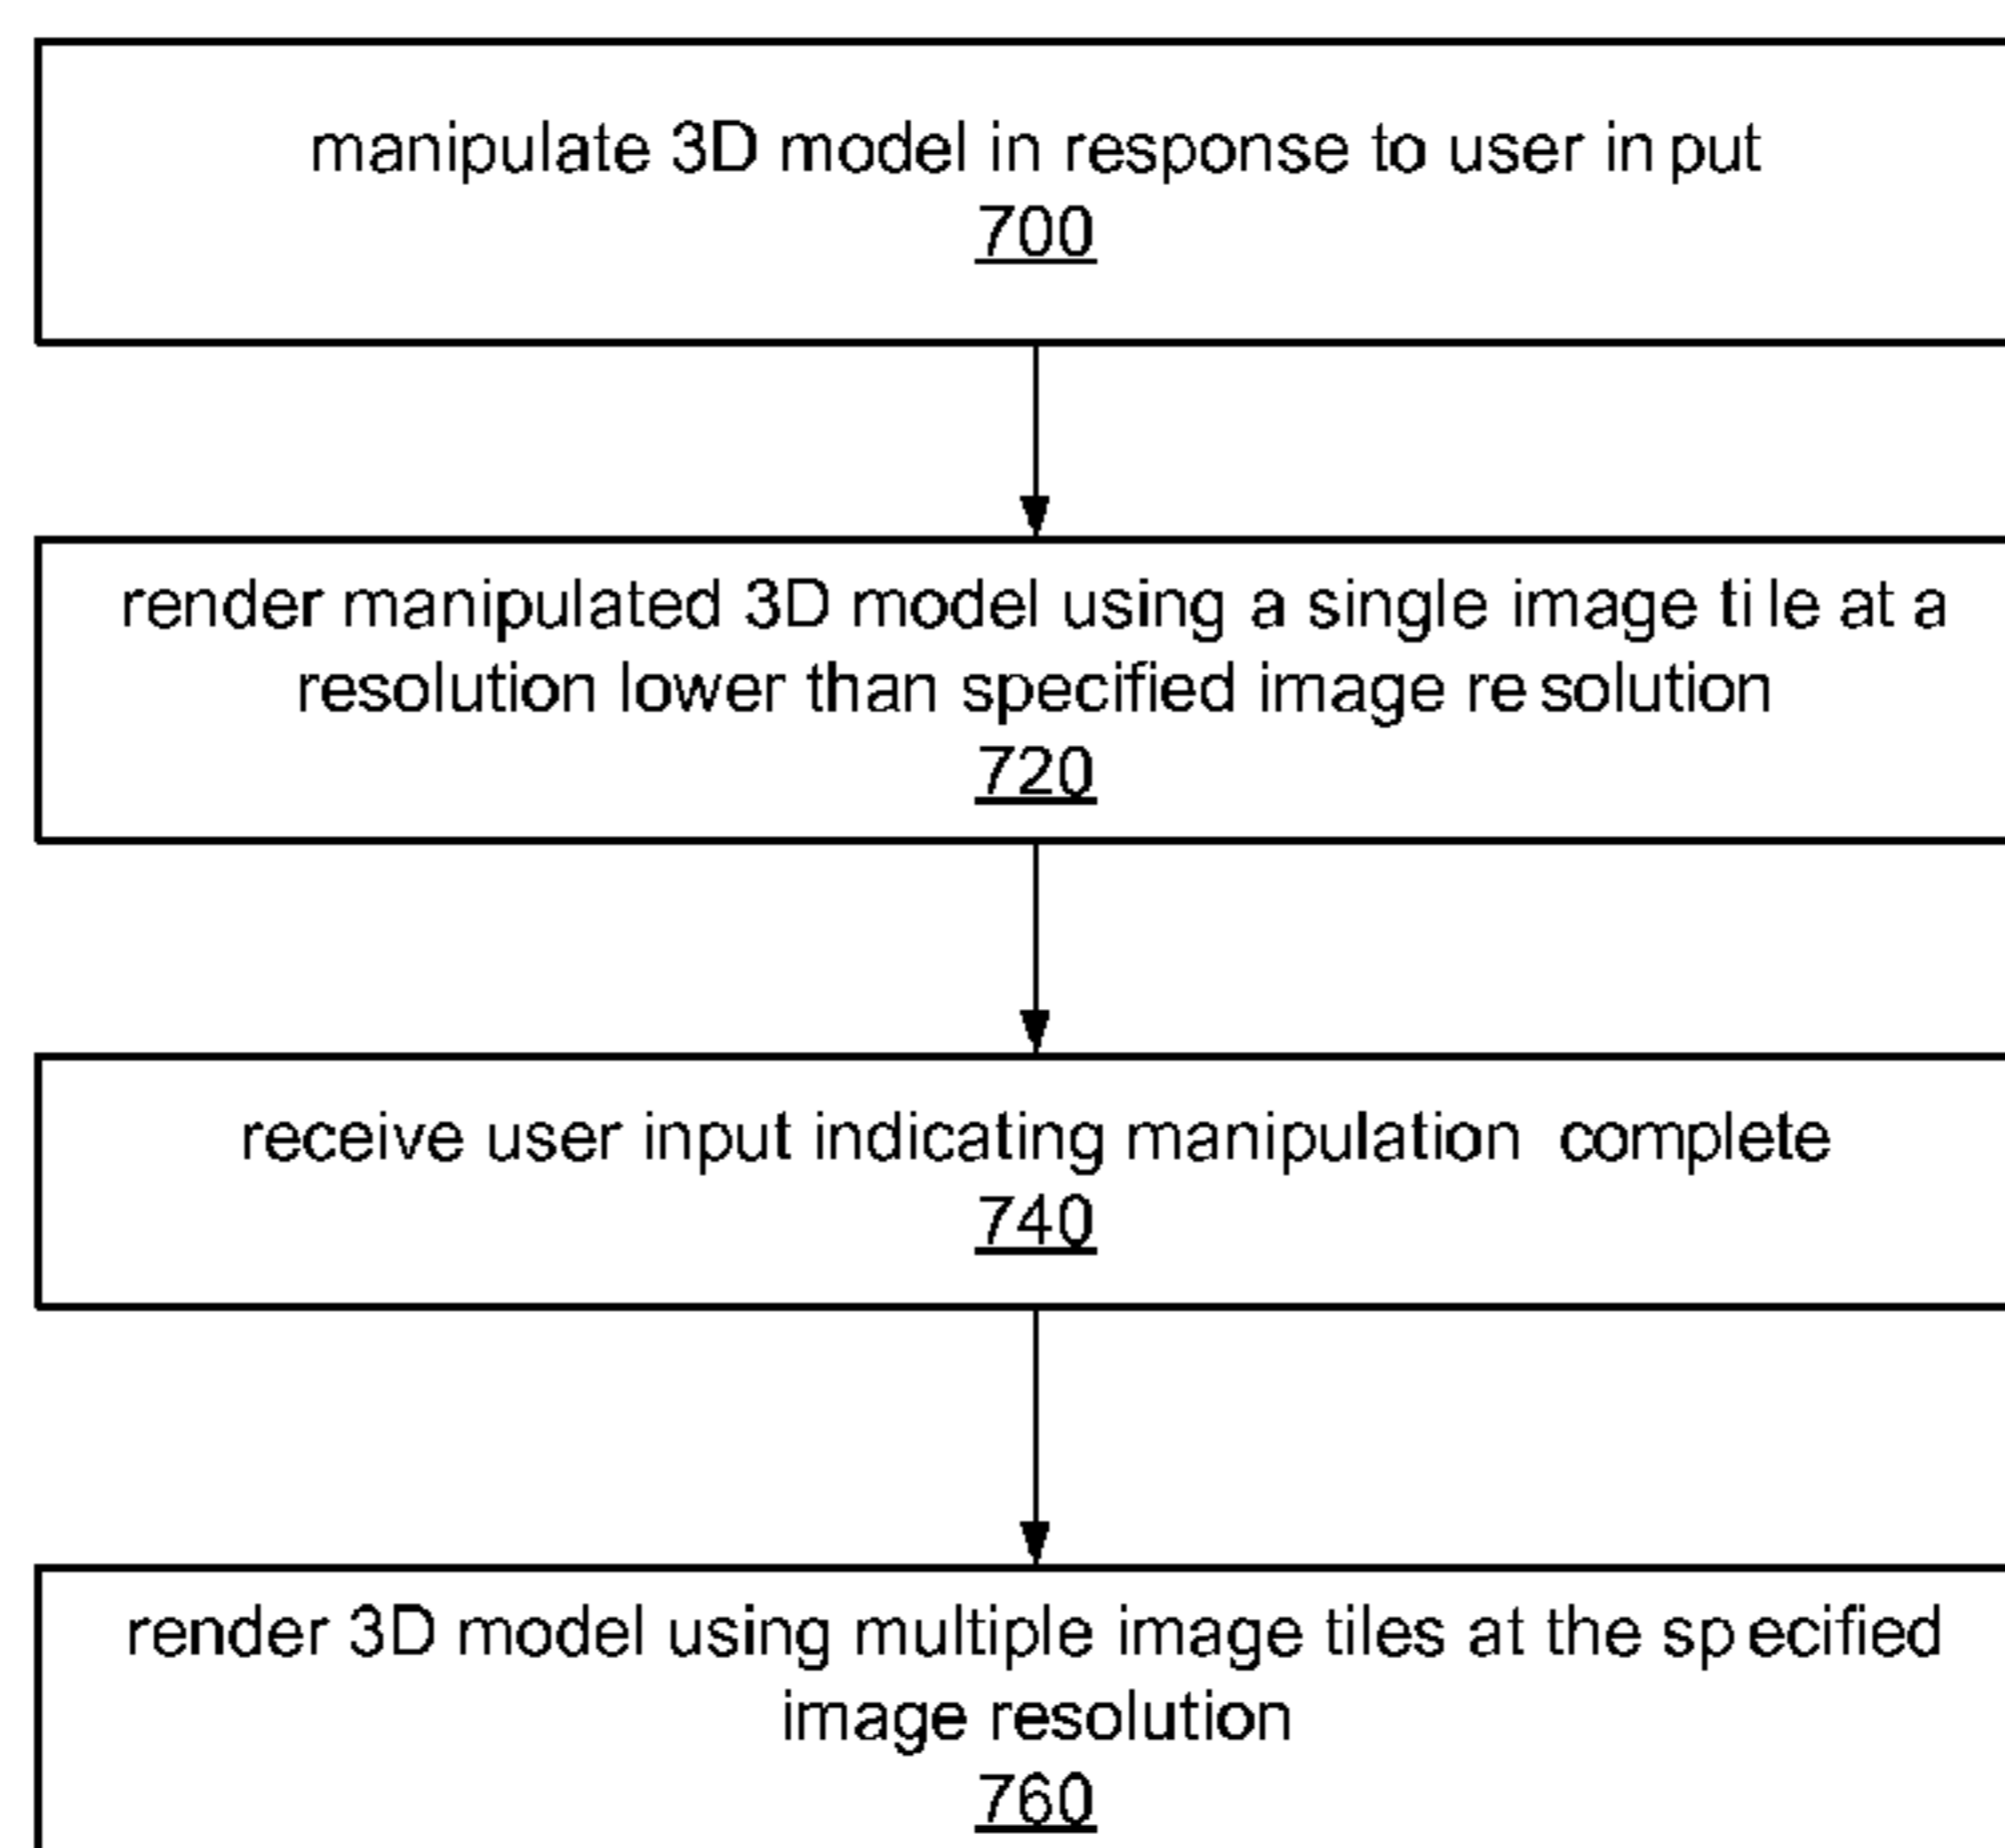 manipulate 3D model in response to user input
700
render manipulated 3D model using a single image tile at a
resolution lower than specified image resolution
720
receive user input indicating manipulation complete
740
render 3D model using multiple image tiles at the specified
image resolution
760